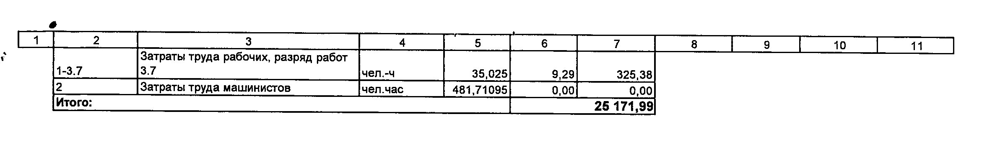 1 2 3 4 5 6 7 8 9 10 11
Затраты труда рабочих, разряд работ
1-3.7 3.7 чел.-ч 35,025 9,29 325,38
2 Затраты труда машинистов чел.час 481,71095 0,00 0,00
Итого: 25 171,99